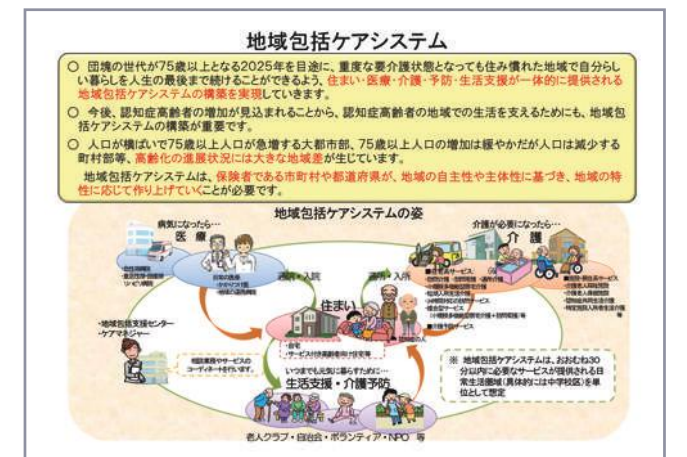 地域包括ケアシステム
○ 団塊の世代が75歳以上となる2025年を目途に、重度な要介護状態となっても住み慣れた地域で自分らし
い暮らしを人生の最後まで続けることができるよう、住まい・医療・介護・予防・生活支援が一体的に提供される
地域包括ケアシステムの構築を実現していきます。
○ 今後、認知症高齢者の増加が見込まれることから、認知症高齢者の地域での生活を支えるためにも、地域包
括ケアシステムの構築が重要です。
○ 人口が横ばいで75歳以上人口が急増する大都市部、75歳以上人口の増加は緩やかだが人口は減少する
町村部等、高齢化の進展状況には大きな地域差が生じています。
地域包括ケアシステムは、保険者である市町村や都道府県が、地域の自主性や主体性に基づき、地域の特
性に応じて作り上げていくことが必要です。
地域包括ケアシステムの姿
病気になったら…
医 療
介護が必要になったら…
介 護
通院・入院
通所・入所
住まい
・自宅
・サービス付き高齢者向け住宅等
・地域包括支援センター
・ケアマネジャー
相談業務やサービスの
コーディネートを行います。
いつまでも元気に暮らすために…
生活支援・介護予防
※ 地域包括ケアシステムは、おおむね30
分以内に必要なサービスが提供される日
常生活圏域(具体的には中学校区)を単
位として想定
老人クラブ・自治会・ボランティア・NPO 等